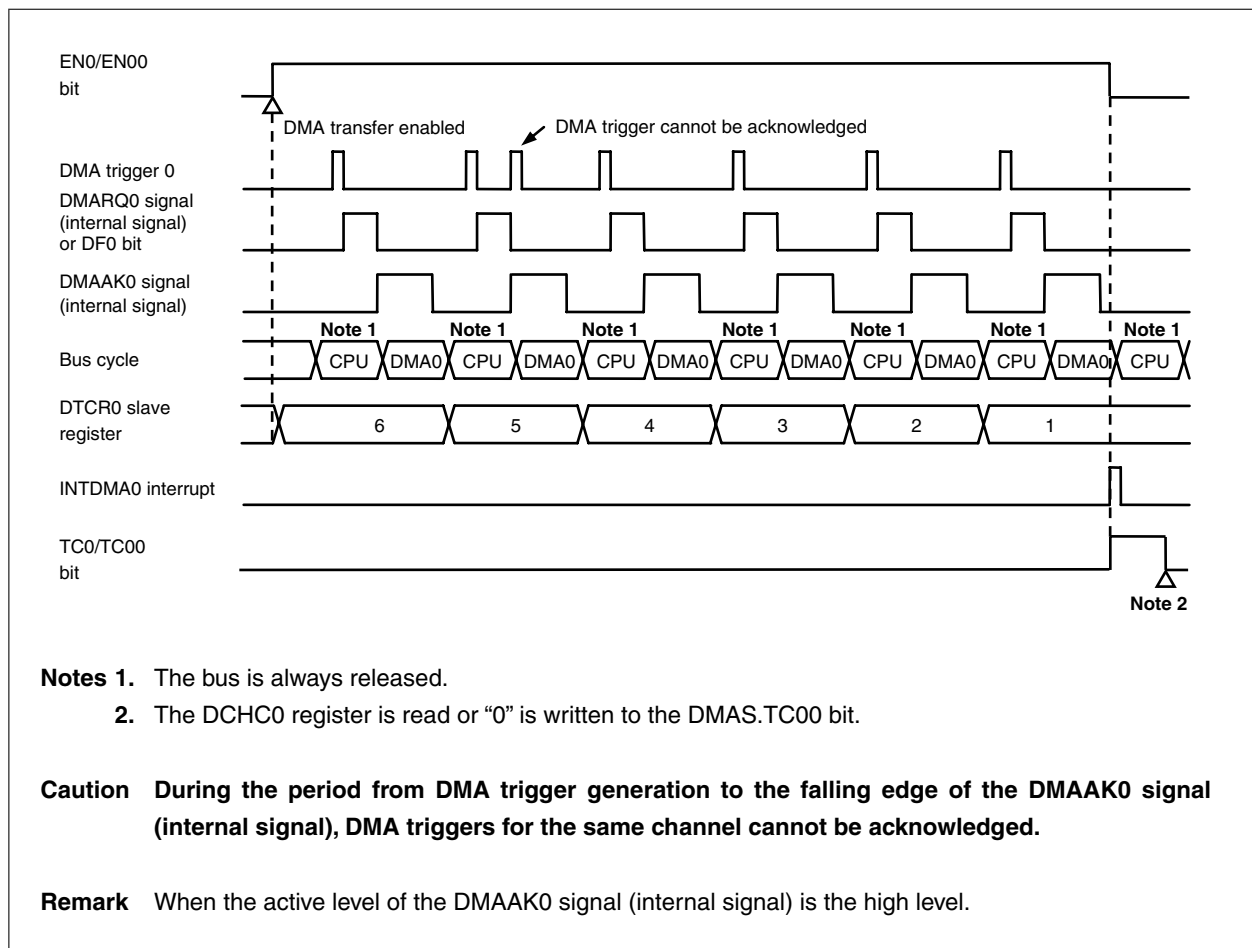 EN0/EN00
bit
DMA transfer enabled
DMA trigger cannot be acknowledged
DMA trigger 0
DMARQ0 signal
(internal signal)
or DF0 bit
DMAAK0 signal
(internal signal)
Note 1 Note 1 Note 1 Note 1 Note 1 Note 1 Note 1
Bus cycle
CPU DMA0 CPU DMA0 CPU DMA0 CPU DMA0 CPU DMA0 CPU DMA0 CPU
DTCR0 slave
register
6 5 4 3 2 1
INTDMA0 interrupt
TC0/TC00
bit
Note 2
Notes 1. The bus is always released.
2. The DCHC0 register is read or “0” is written to the DMAS.TC00 bit.
Caution During the period from DMA trigger generation to the falling edge of the DMAAK0 signal
(internal signal), DMA triggers for the same channel cannot be acknowledged.
Remark When the active level of the DMAAK0 signal (internal signal) is the high level.